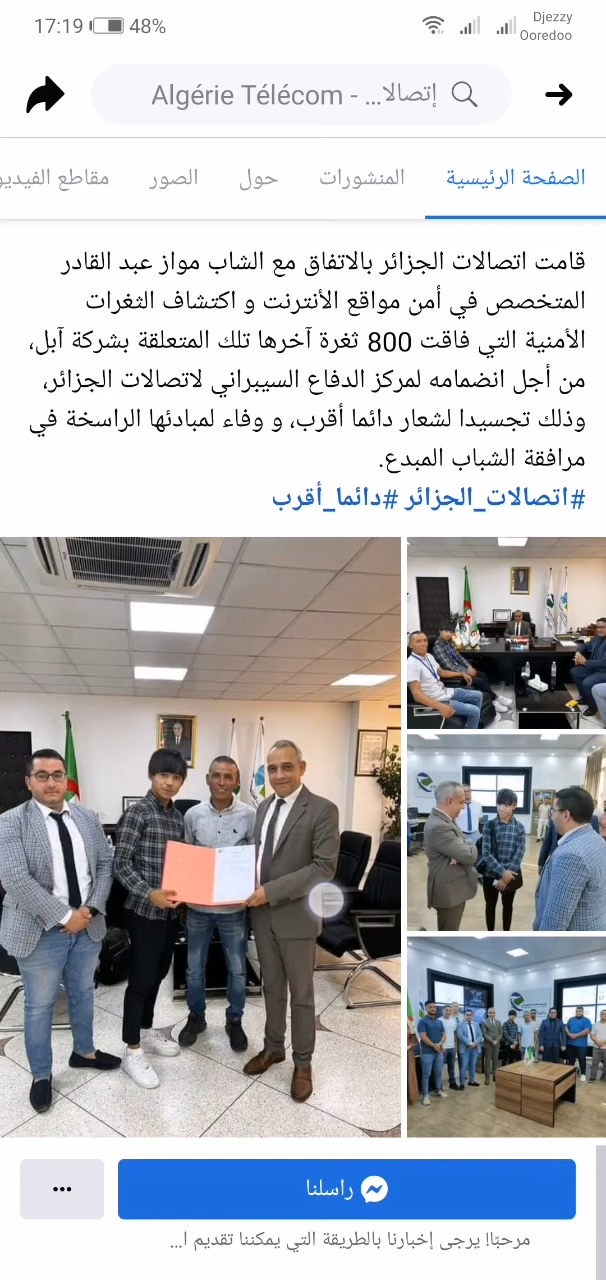 17:19
48%
Djezzy
Ooredoo
Algérie Télécom - ...إتصالا
الصفحة الرئيسية
المنشورات
حول
الصور
مقاطع الفيديو
قامت اتصالات الجزائر بالاتفاق مع الشاب مواز عبد القادر
المتخصص في أمن مواقع الأنترنت و اكتشاف الثغرات
الأمنية التي فاقت 800 ثغرة آخرها تلك المتعلقة بشركة آبل،
من أجل انضمامه لمركز الدفاع السيبراني لاتصالات الجزائر،
وذلك تجسيدا لشعار دائما أقرب، و وفاء لمبادئها الراسخة في
مرافقة الشباب المبدع.
#اتصالات_الجزائر #دائما_أقرب
راسلنا
مرحبًا! يرجى إخبارنا بالطريقة التي يمكننا تقديم ا...